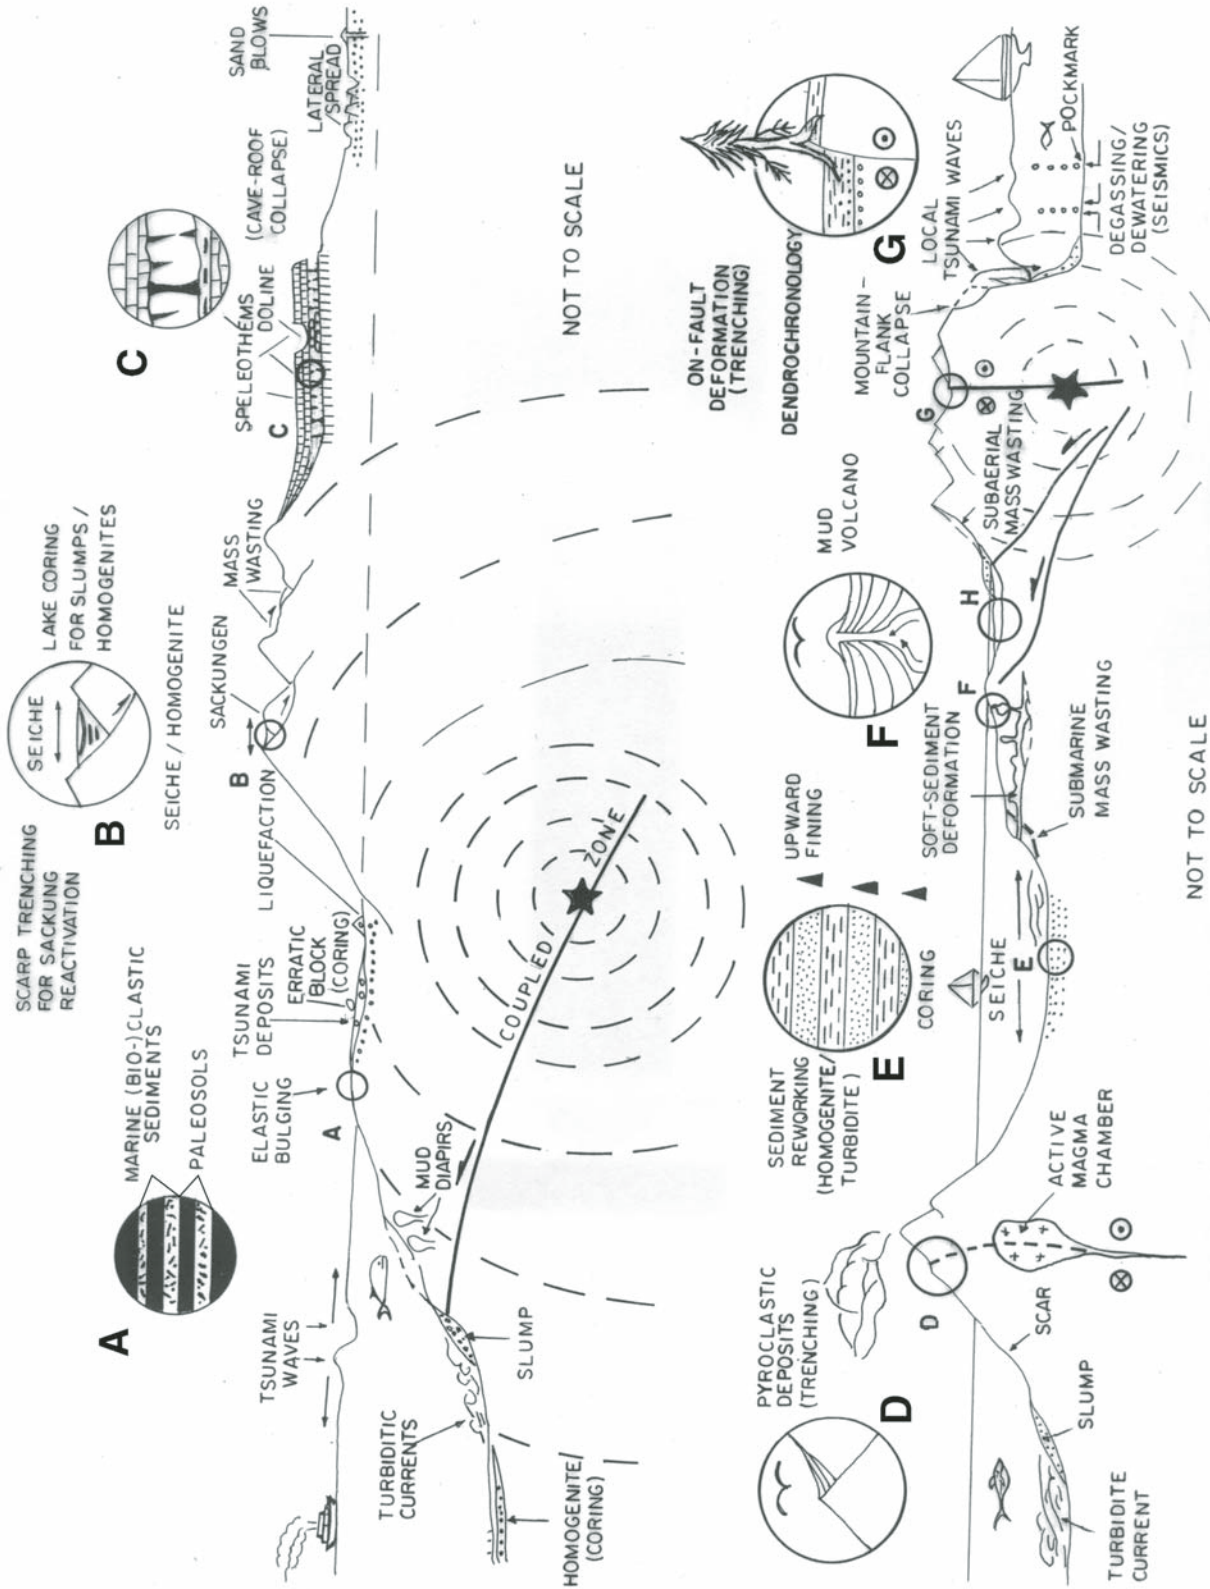 SCARP TRENCHING
FOR SACKUNG
REACTIVATION
B
SEICHE
LAKE CORING
FOR SLUMPS /
HOMOGENITES
A
MARINE (BIO-)CLASTIC
SEDIMENTS
PALEOSOLS
SEICHE / HOMOGENITE
C
TSUNAMI
WAVES
ELASTIC
BULGING
A
TSUNAMI
DEPOSITS
ERRATIC
BLOCK
(CORING)
LIQUEFACTION
B
SACKUNGEN
MASS
WASTING
C
SPELEOTHEMS
DOLINE
(CAVE-ROOF
COLLAPSE)
SAND
BLOWS
LATERAL
SPREAD
TURBIDITIC
CURRENTS
MUD
DIAPIRS
SLUMP
HOMOGENITE/
(CORING)
COUPLED
ZONE
NOT TO SCALE
PYROCLASTIC
DEPOSITS
(TRENCHING)
D
SEDIMENT
REWORKING
(HOMOGENITE/
TURBIDITE)
E
CORING
UPWARD
FINING
F
MUD
VOLCANO
ON-FAULT
DEFORMATION
(TRENCHING)
DENDROCHRONOLOGY
G
D
SCAR
SLUMP
TURBIDITE
CURRENT
ACTIVE
MAGMA
CHAMBER
SEICHE
E
SOFT-SEDIMENT
DEFORMATION
F
SUBMARINE
MASS WASTING
H
SUBAERIAL
MASS WASTING
G
MOUNTAIN-
FLANK
COLLAPSE
LOCAL
TSUNAMI WAVES
POCKMARK
DEGASSING/
DEWATERING
(SEISMICS)
NOT TO SCALE